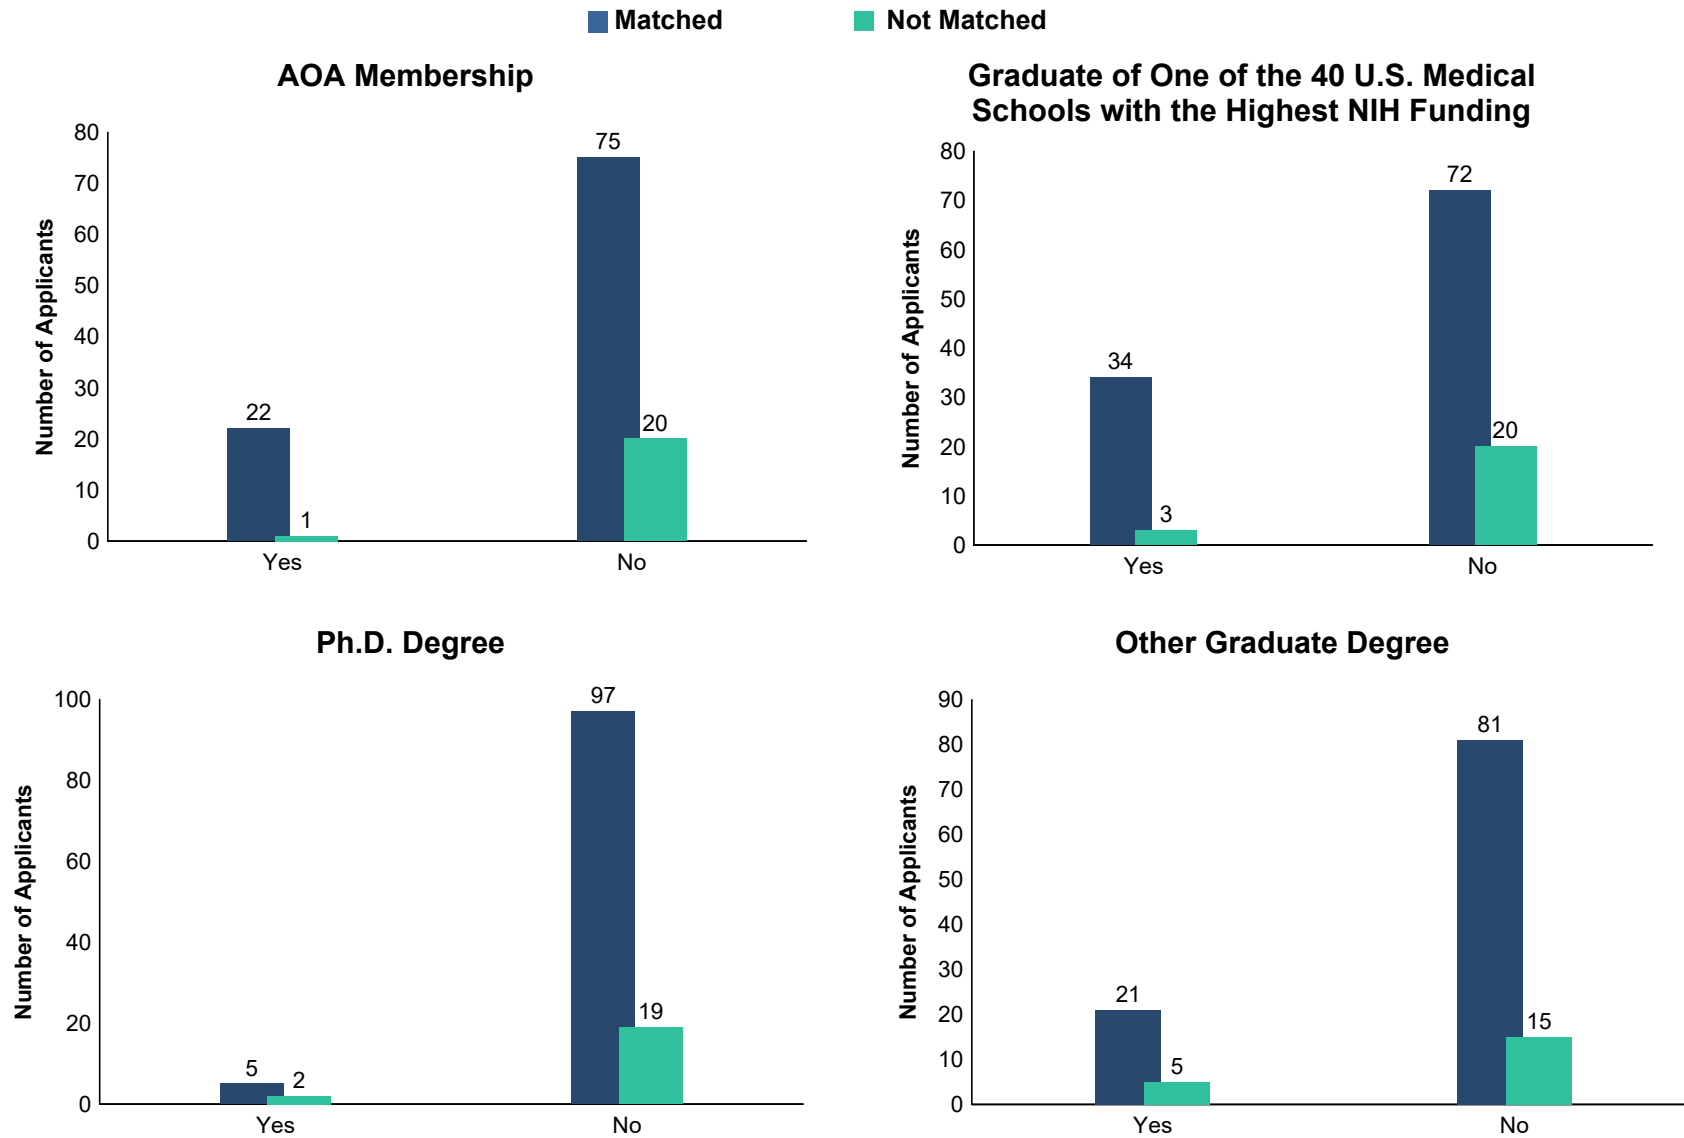 Matched
Not Matched
AOA Membership
80
70
60
50
40
30
20
10
0
Number of Applicants
22
1
75
20
Yes
No
Graduate of One of the 40 U.S. Medical
Schools with the Highest NIH Funding
80
70
60
50
40
30
20
10
0
Number of Applicants
34
3
72
20
Yes
No
Ph.D. Degree
100
80
60
40
20
0
Number of Applicants
5
2
97
19
Yes
No
Other Graduate Degree
90
80
70
60
50
40
30
20
10
0
Number of Applicants
21
5
81
15
Yes
No